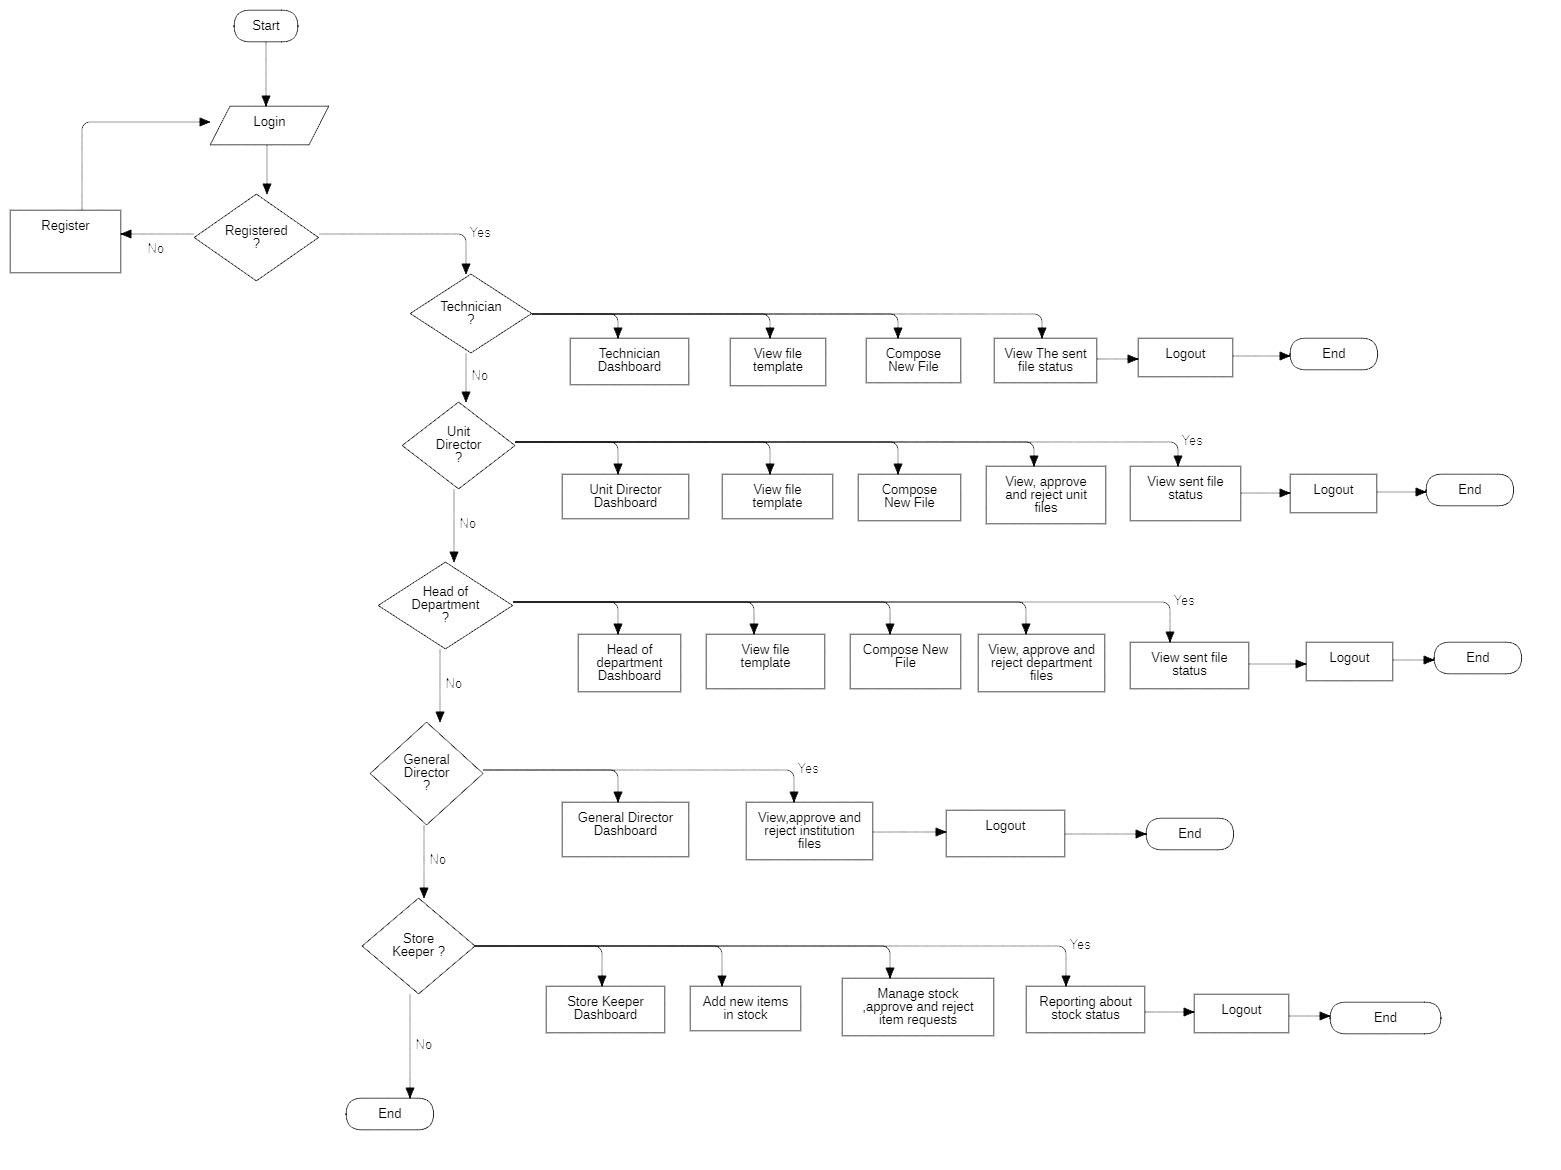 Start
Login
Register
Registered
?
No
Yes
Technician
?
Technician
Dashboard
View file
template
Compose
New File
View The sent
file status
Logout
End
No
Unit
Director
?
Yes
Unit Director
Dashboard
View file
template
Compose
New File
View, approve
and reject unit
files
View sent file
status
Logout
End
No
Head of
Department
?
Yes
Head of
department
Dashboard
View file
template
Compose New
File
View, approve and
reject department
files
View sent file
status
Logout
End
No
General
Director
?
Yes
General Director
Dashboard
View,approve and
reject institution
files
Logout
End
No
Store
Keeper ?
Yes
Store Keeper
Dashboard
Add new items
in stock
Manage stock
,approve and reject
item requests
Reporting about
stock status
Logout
End
No
End